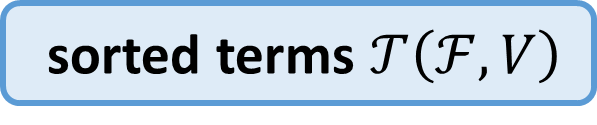 sorted terms 𝒯(ℱ, 𝑉)